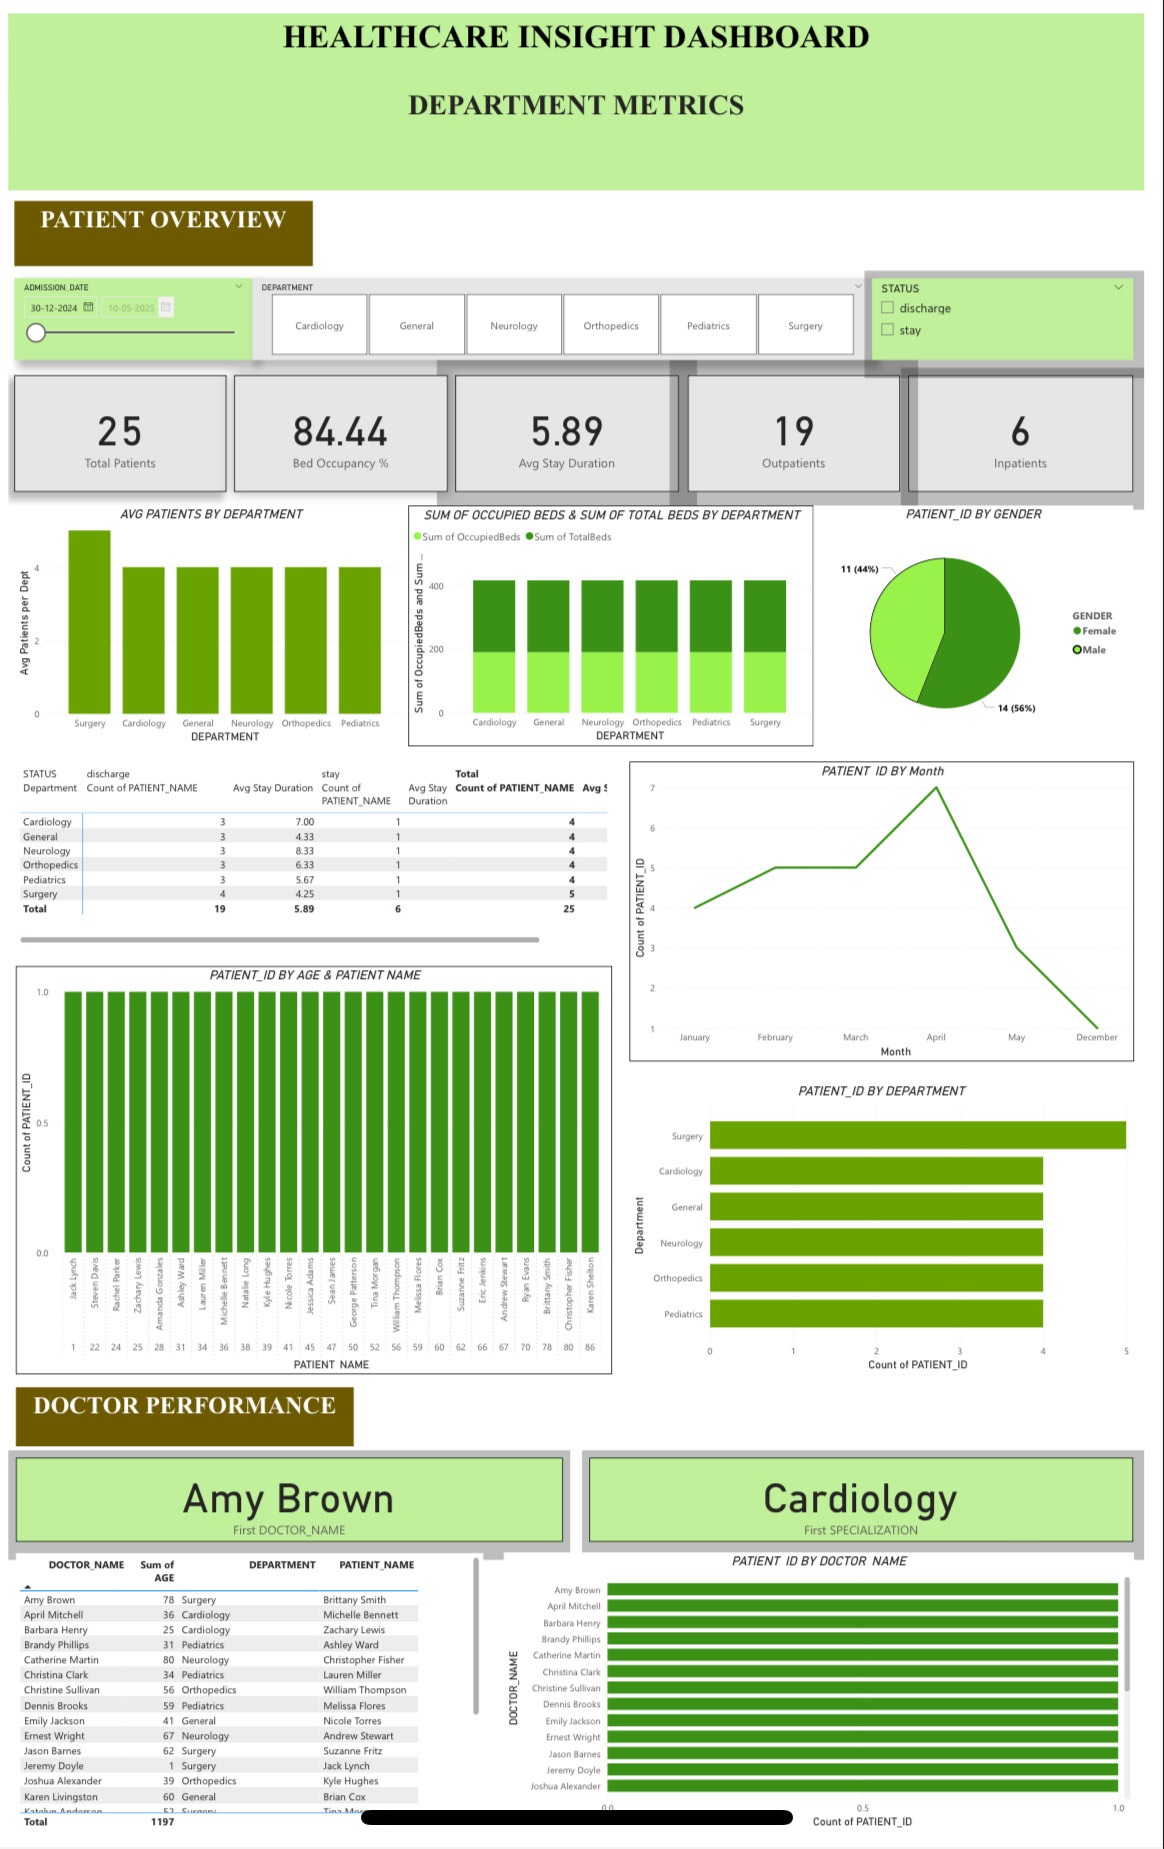 HEALTHCARE INSIGHT DASHBOARD
DEPARTMENT METRICS
PATIENT OVERVIEW
ADMISSION_DATE
30-12-2024 10-05-2025
DEPARTMENT
Cardiology General Neurology Orthopedics Pediatrics Surgery
STATUS
discharge
stay
25
Total Patients
84.44
Bed Occupancy %
5.89
Avg Stay Duration
19
Outpatients
6
Inpatients
AVG PATIENTS BY DEPARTMENT
Avg Patients per Dept
4
2
0
Surgery Cardiology General Neurology Orthopedics Pediatrics
DEPARTMENT
SUM OF OCCUPIED BEDS & SUM OF TOTAL BEDS BY DEPARTMENT
Sum of OccupiedBeds Sum of TotalBeds
Sum of OccupiedBeds and Sum ...
400
200
0
Cardiology General Neurology Orthopedics Pediatrics Surgery
DEPARTMENT
PATIENT_ID BY GENDER
11 (44%)
14 (56%)
GENDER
Female
Male
STATUS discharge stay Total
Department Count of PATIENT_NAME Avg Stay Duration Count of PATIENT_NAME Avg Stay Duration Count of PATIENT_NAME Avg S
Cardiology 3 7.00 1 4
General 3 4.33 1 4
Neurology 3 8.33 1 4
Orthopedics 3 6.33 1 4
Pediatrics 3 5.67 1 4
Surgery 4 4.25 1 5
Total 19 5.89 6 25
PATIENT_ID BY Month
Count of PATIENT_ID
7
6
5
4
3
2
1
January February March April May December
Month
PATIENT_ID BY AGE & PATIENT NAME
Count of PATIENT_ID
1.0
0.5
0.0
Jack Lynch
Steven Davis
Rachel Parker
Zachary Lewis
Amanda Gonzales
Ashley Ward
Lauren Miller
Michelle Bennett
Natalie Long
Kyle Hughes
Nicole Torres
Jessica Adams
Sean James
George Patterson
Tina Morgan
William Thompson
Melissa Flores
Brian Cox
Suzanne Fritz
Eric Jenkins
Andrew Stewart
Ryan Evans
Brittany Smith
Christopher Fisher
Karen Shelton
1 22 24 25 28 31 34 36 38 39 41 45 47 50 52 56 59 60 62 66 67 70 78 80 86
PATIENT_NAME
PATIENT_ID BY DEPARTMENT
Department
Surgery
Cardiology
General
Neurology
Orthopedics
Pediatrics
0 1 2 3 4 5
Count of PATIENT_ID
DOCTOR PERFORMANCE
Amy Brown
First DOCTOR_NAME
Cardiology
First SPECIALIZATION
DOCTOR_NAME Sum of AGE DEPARTMENT PATIENT_NAME
Amy Brown 78 Surgery Brittany Smith
April Mitchell 36 Cardiology Michelle Bennett
Barbara Henry 25 Cardiology Zachary Lewis
Brandy Phillips 31 Pediatrics Ashley Ward
Catherine Martin 80 Neurology Christopher Fisher
Christina Clark 34 Pediatrics Lauren Miller
Christine Sullivan 56 Orthopedics William Thompson
Dennis Brooks 59 Pediatrics Melissa Flores
Emily Jackson 41 General Nicole Torres
Ernest Wright 67 Neurology Andrew Stewart
Jason Barnes 62 Surgery Suzanne Fritz
Jeremy Doyle 1 Surgery Jack Lynch
Joshua Alexander 39 Orthopedics Kyle Hughes
Karen Livingston 60 General Brian Cox
Katelyn Anderson 52 Surgery Tina
Total 1197
PATIENT_ID BY DOCTOR_NAME
DOCTOR_NAME
Amy Brown
April Mitchell
Barbara Henry
Brandy Phillips
Catherine Martin
Christina Clark
Christine Sullivan
Dennis Brooks
Emily Jackson
Ernest Wright
Jason Barnes
Jeremy Doyle
Joshua Alexander
0.0 0.5 1.0
Count of PATIENT_ID